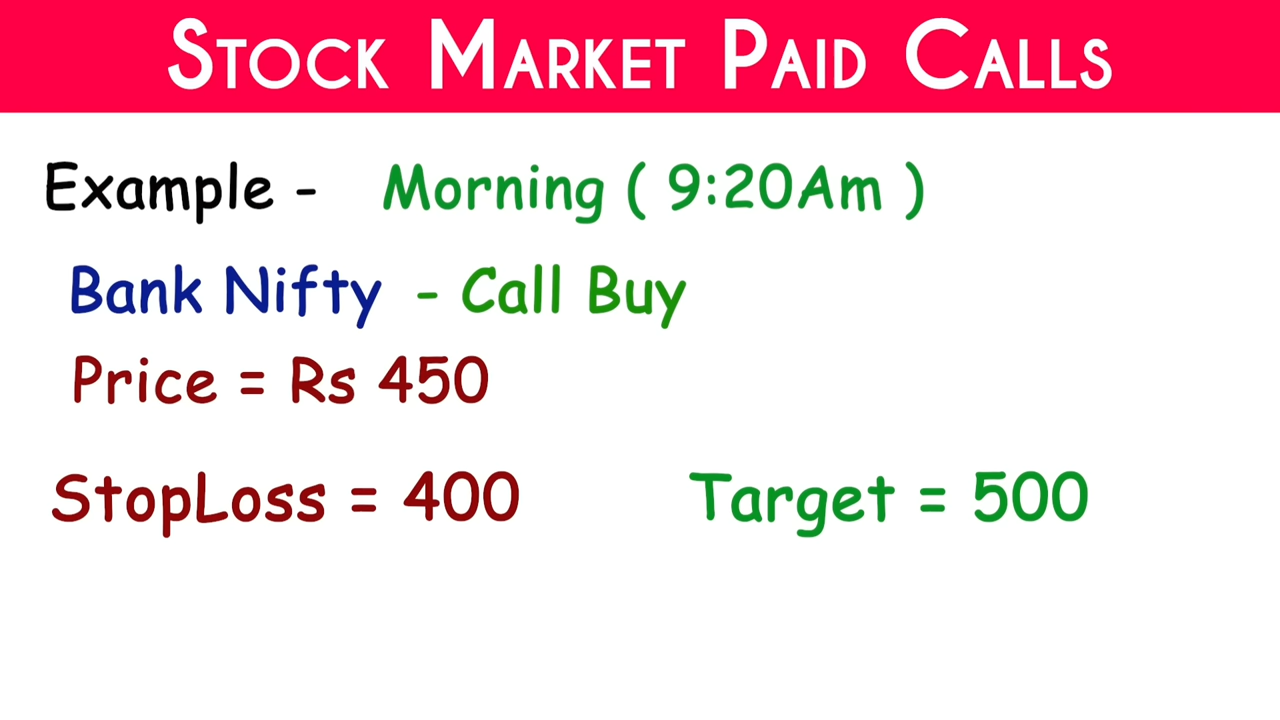 Stock Market Paid Calls
Example - Morning ( 9:20Am )
Bank Nifty - Call Buy
Price = Rs 450
StopLoss = 400 Target = 500